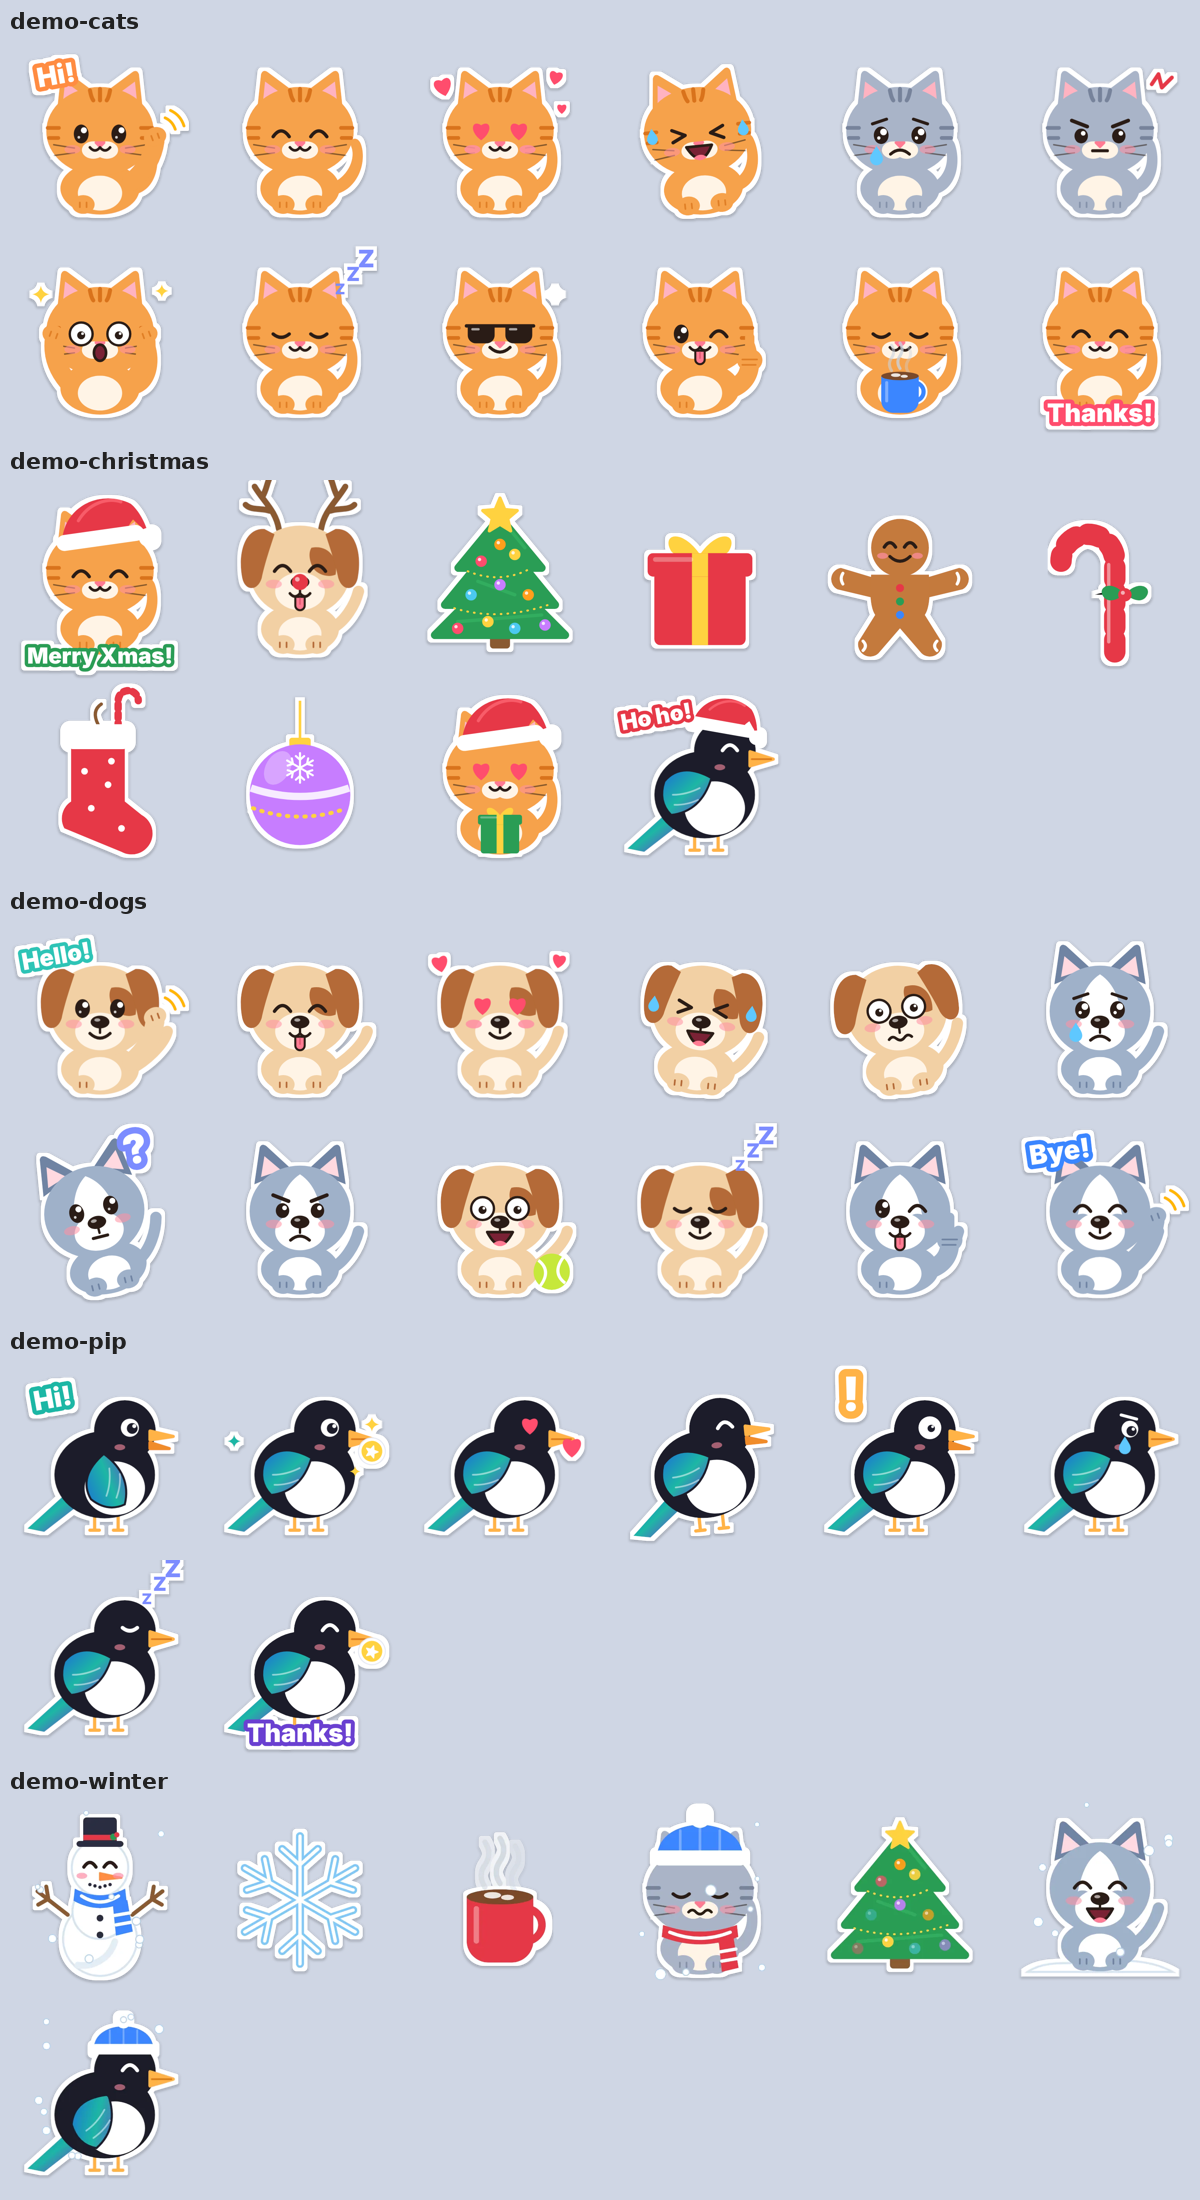 demo-cats
Hi!
z z Z
Thanks!
demo-christmas
Merry Xmas!
Ho ho!
demo-dogs
Hello!
?
z z Z
Bye!
demo-pip
Hi!
!
z z Z
Thanks!
demo-winter